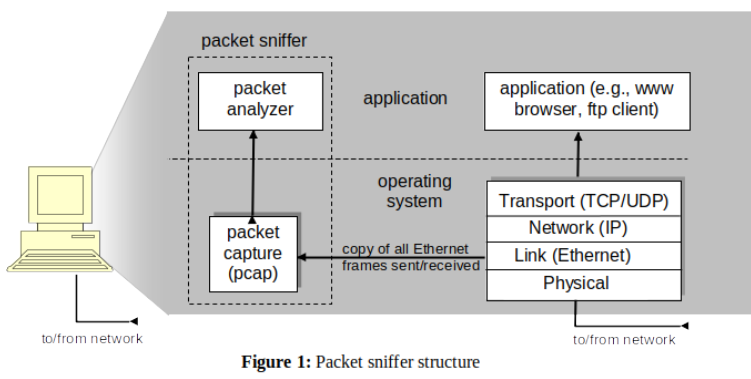 packet sniffer
packet
analyzer
application
application (e.g., www
browser, ftp client)
operating
system
packet
capture
(pcap)
copy of all Ethernet
frames sent/received
Transport (TCP/UDP)
Network (IP)
Link (Ethernet)
Physical
to/from network
to/from network
Figure 1: Packet sniffer structure